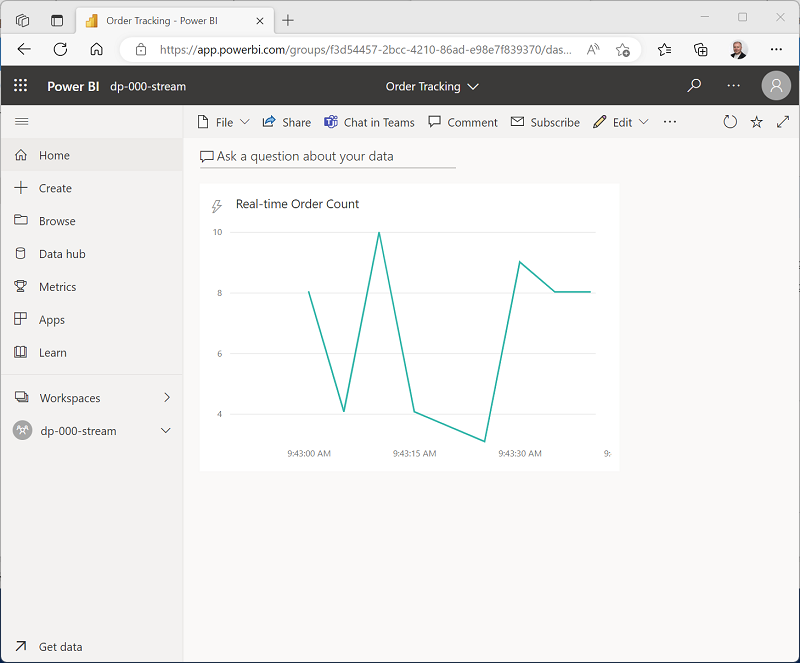 Order Tracking - Power BI
https://app.powerbi.com/groups/f3d54457-2bcc-4210-86ad-e98e7f839370/das...
Power BI dp-000-stream Order Tracking
File Share Chat in Teams Comment Subscribe Edit
Home
Create
Browse
Data hub
Metrics
Apps
Learn
Workspaces
dp-000-stream
Get data
Ask a question about your data
Real-time Order Count
10
8
6
4
9:43:00 AM 9:43:15 AM 9:43:30 AM 9: